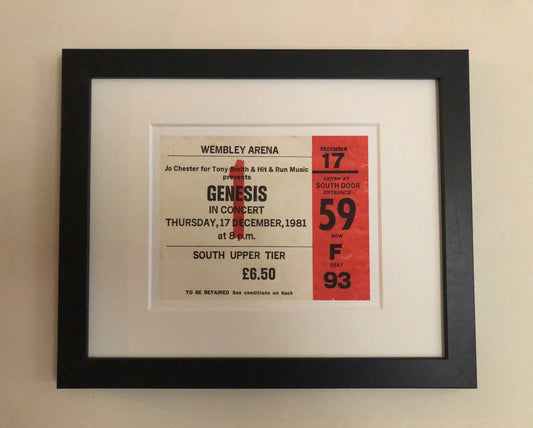 WEMBLEY ARENA
Jo Chester for Tony Smith & Hit & Run Music
presents
GENESIS
IN CONCERT
THURSDAY, 17 DECEMBER, 1981
at 8 p.m.
SOUTH UPPER TIER
£6.50
TO BE RETAINED See conditions on back
1
DECEMBER
17
ENTRY AT
SOUTH DOOR
ENTRANCE
59
ROW
F
SEAT
93